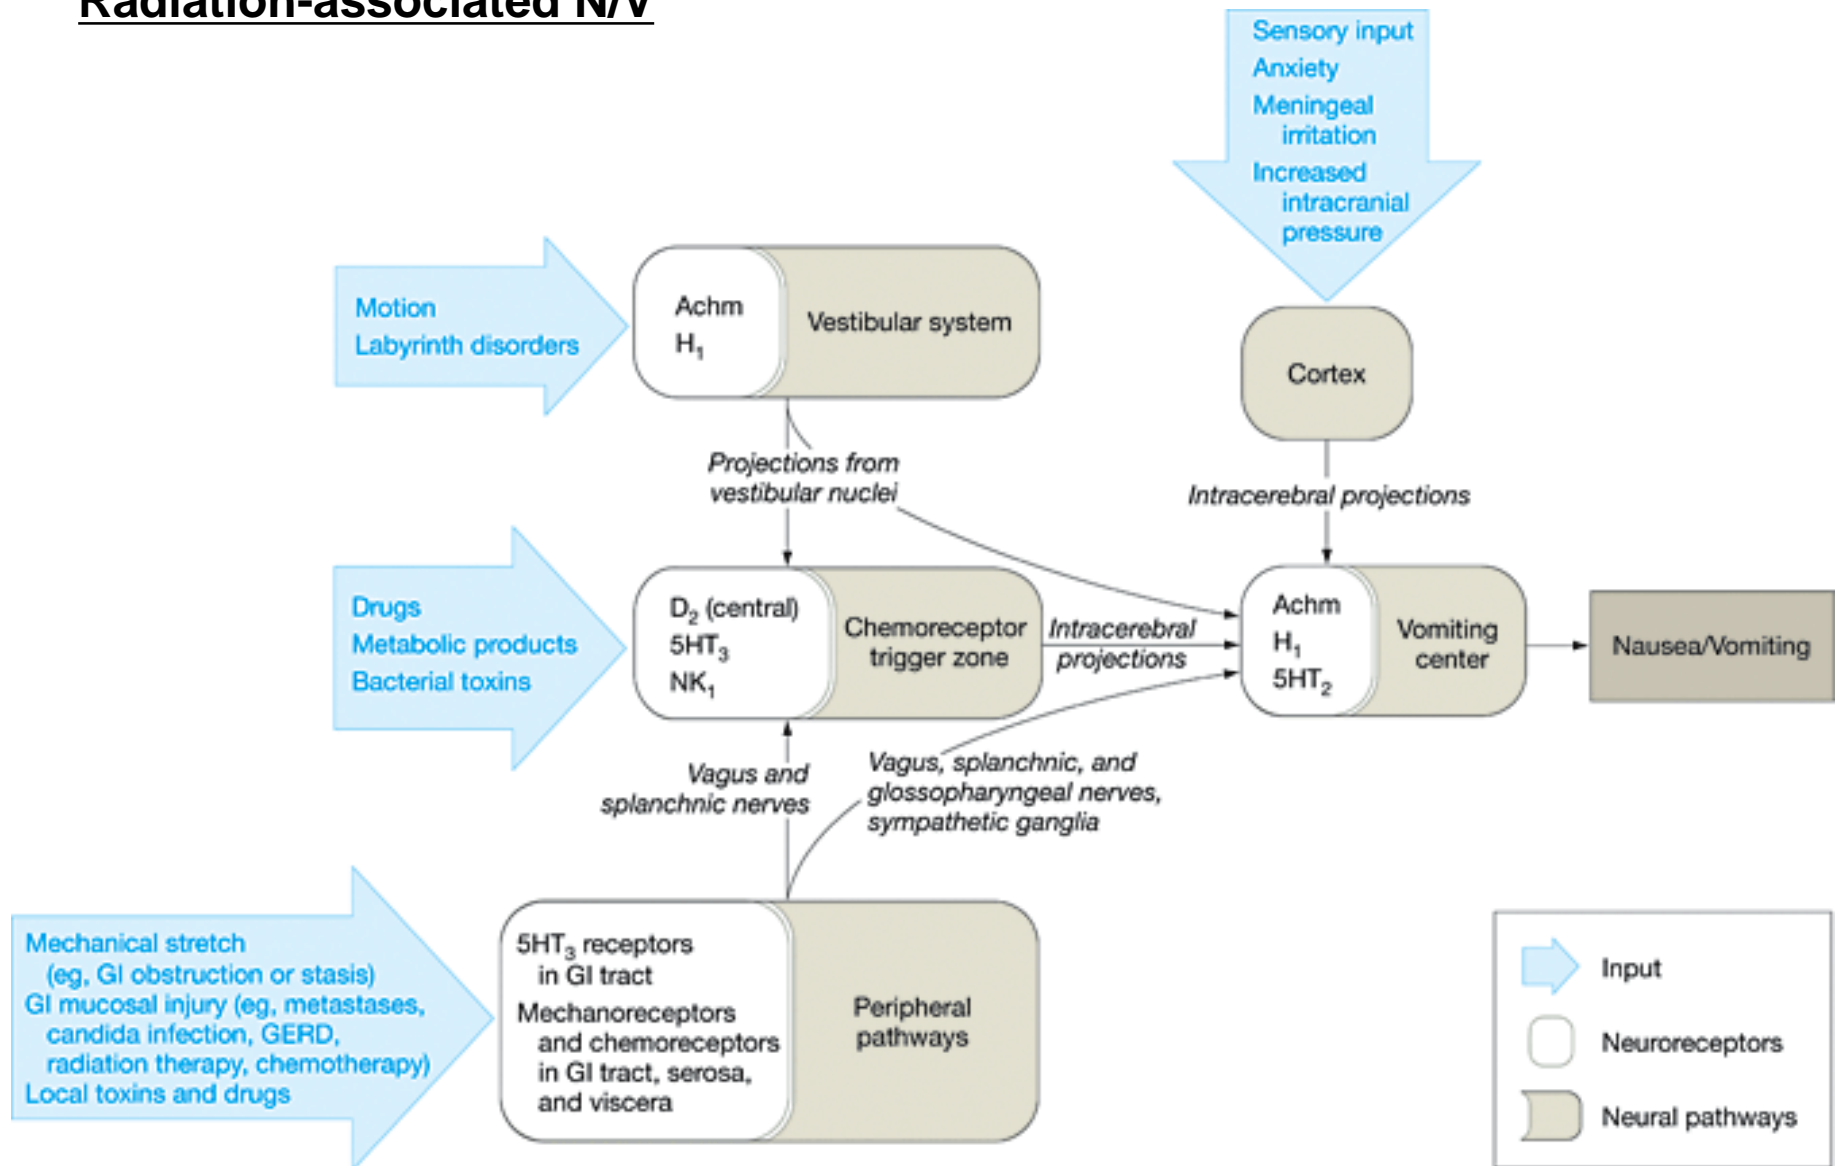 Radiation-associated N/V
Sensory input
Anxiety
Meningeal
irritation
Increased
intracranial
pressure
Motion
Labyrinth disorders
Achm
H₁
Vestibular system
Cortex
Projections from
vestibular nuclei
Intracerebral projections
Drugs
Metabolic products
Bacterial toxins
D₂ (central)
5HT₃
NK₁
Chemoreceptor
trigger zone
Intracerebral
projections
Achm
H₁
5HT₂
Vomiting
center
Nausea/Vomiting
Vagus and
splanchnic nerves
Vagus, splanchnic, and
glossopharyngeal nerves,
sympathetic ganglia
Mechanical stretch
(eg, GI obstruction or stasis)
GI mucosal injury (eg, metastases,
candida infection, GERD,
radiation therapy, chemotherapy)
Local toxins and drugs
5HT₃ receptors
in GI tract
Mechanoreceptors
and chemoreceptors
in GI tract, serosa,
and viscera
Peripheral
pathways
Input
Neuroreceptors
Neural pathways